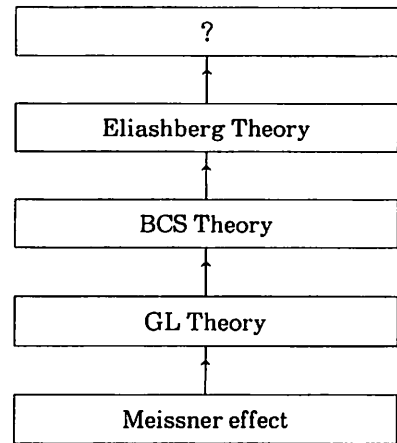 ?
Eliashberg Theory
BCS Theory
GL Theory
Meissner effect